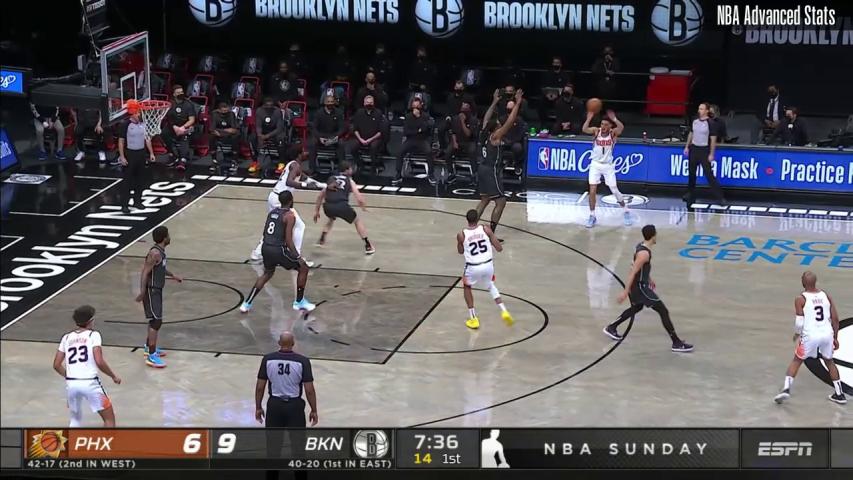 BROOKLYN NETS
BROOKLYN NETS
NBA Advanced Stats
BROOKLYN
NBA Cares
We
a Mask • Practice
Brooklyn Nets
BARCL
CENTE
8
25
3
23
34
PHX 6 9 BKN 7:36 NBA SUNDAY ESPN
42-17 (2ND IN WEST) 40-20 (1ST IN EAST) 14 1st